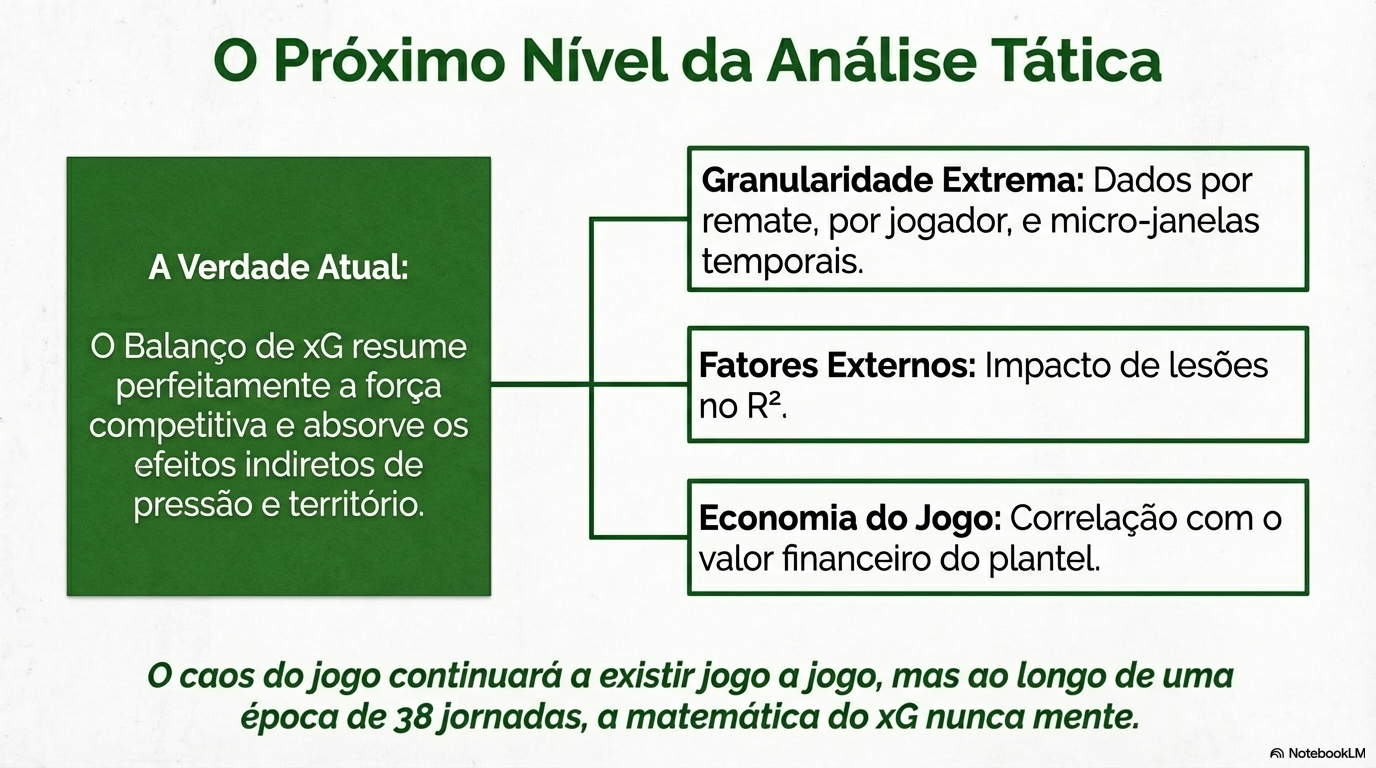 O Próximo Nível da Análise Tática
A Verdade Atual:
O Balanço de xG resume
perfeitamente a força
competitiva e absorve os
efeitos indiretos de
pressão e território.
Granularidade Extrema: Dados por
remate, por jogador, e micro-janelas
temporais.
Fatores Externos: Impacto de lesões
no R².
Economia do Jogo: Correlação com o
valor financeiro do plantel.
O caos do jogo continuará a existir jogo a jogo, mas ao longo de uma
época de 38 jornadas, a matemática do xG nunca mente.
NotebookLM